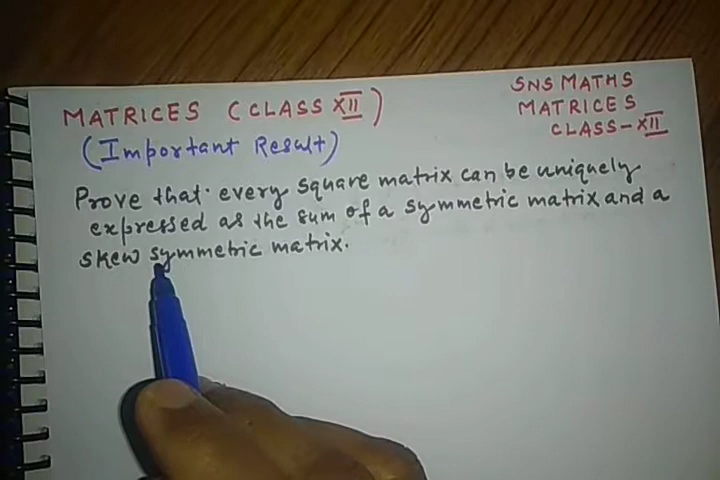 MATRICES (CLASS XII)
(Important Result)
SNS MATHS
MATRICES
CLASS-XII
Prove that every square matrix can be uniquely
expressed as the sum of a symmetric matrix and a
skew symmetric matrix.